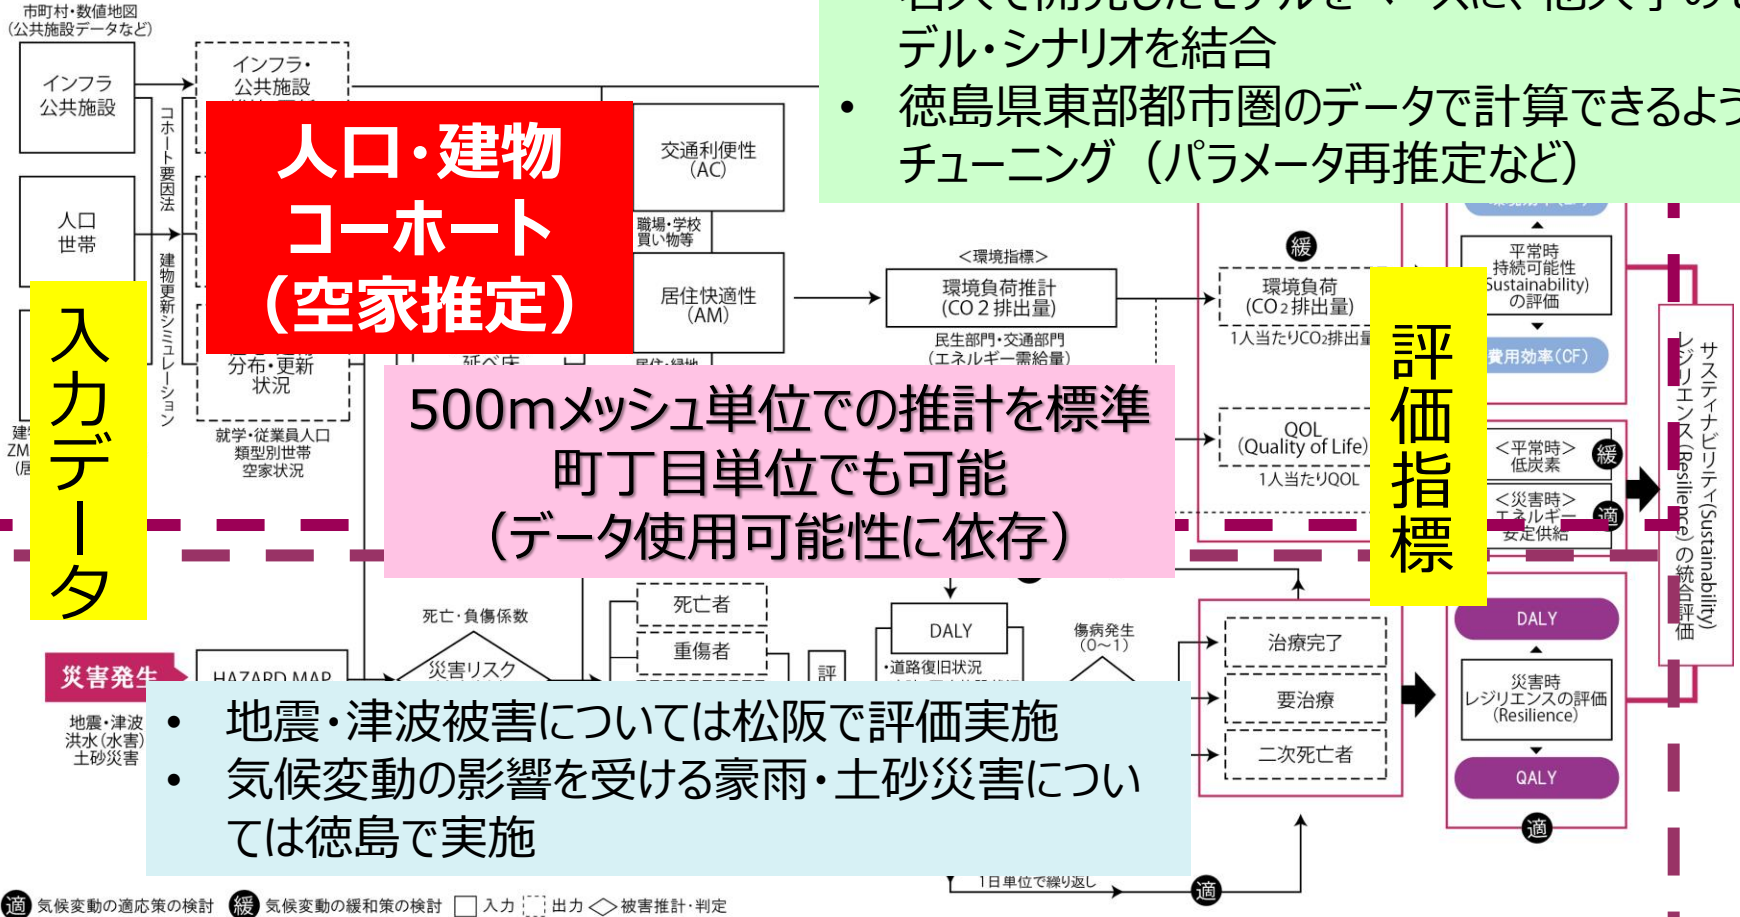 市町村・数値地図
(公共施設データなど)
インフラ
公共施設
インフラ・
公共施設
コーホート要因法
人口
世帯
建物更新シミュレーション
デル・シナリオを結合
• 徳島県東部都市圏のデータで計算できるよう
チューニング（パラメータ再推定など）
人口・建物
コーホート
（空家推定）
交通利便性
(AC)
職場・学校
買い物等
居住快適性
(AM)
居住・緑地
<環境指標>
環境負荷推計
(CO2排出量)
民生部門・交通部門
(エネルギー需給量)
緩
環境負荷
(CO2排出量)
1人当たりCO2排出量
平常時
持続可能性
(Sustainability)
の評価
費用効率(CF)
入力データ
分布・更新
状況
延べ床
就学・従業員人口
類型別世帯
空家状況
500mメッシュ単位での推計を標準
町丁目単位でも可能
（データ使用可能性に依存）
QOL
(Quality of Life)
1人当たりQOL
評価指標
<平常時>
低炭素
緩
<災害時>
エネルギー
安定供給
適
サスティナビリティ(Sustainability)
レジリエンス(Resilience)の統合評価
災害発生
地震・津波
洪水(水害)
土砂災害
HAZARD MAP
死亡・負傷係数
災害リスク
死亡者
重傷者
評
DALY
・道路復旧状況
傷病発生
(0〜1)
治療完了
要治療
二次死亡者
DALY
災害時
レジリエンスの評価
(Resilience)
QALY
適
• 地震・津波被害については松阪で評価実施
• 気候変動の影響を受ける豪雨・土砂災害につい
ては徳島で実施
1日単位で繰り返し
適
適 気候変動の適応策の検討 緩 気候変動の緩和策の検討 入力 出力 被害推計・判定